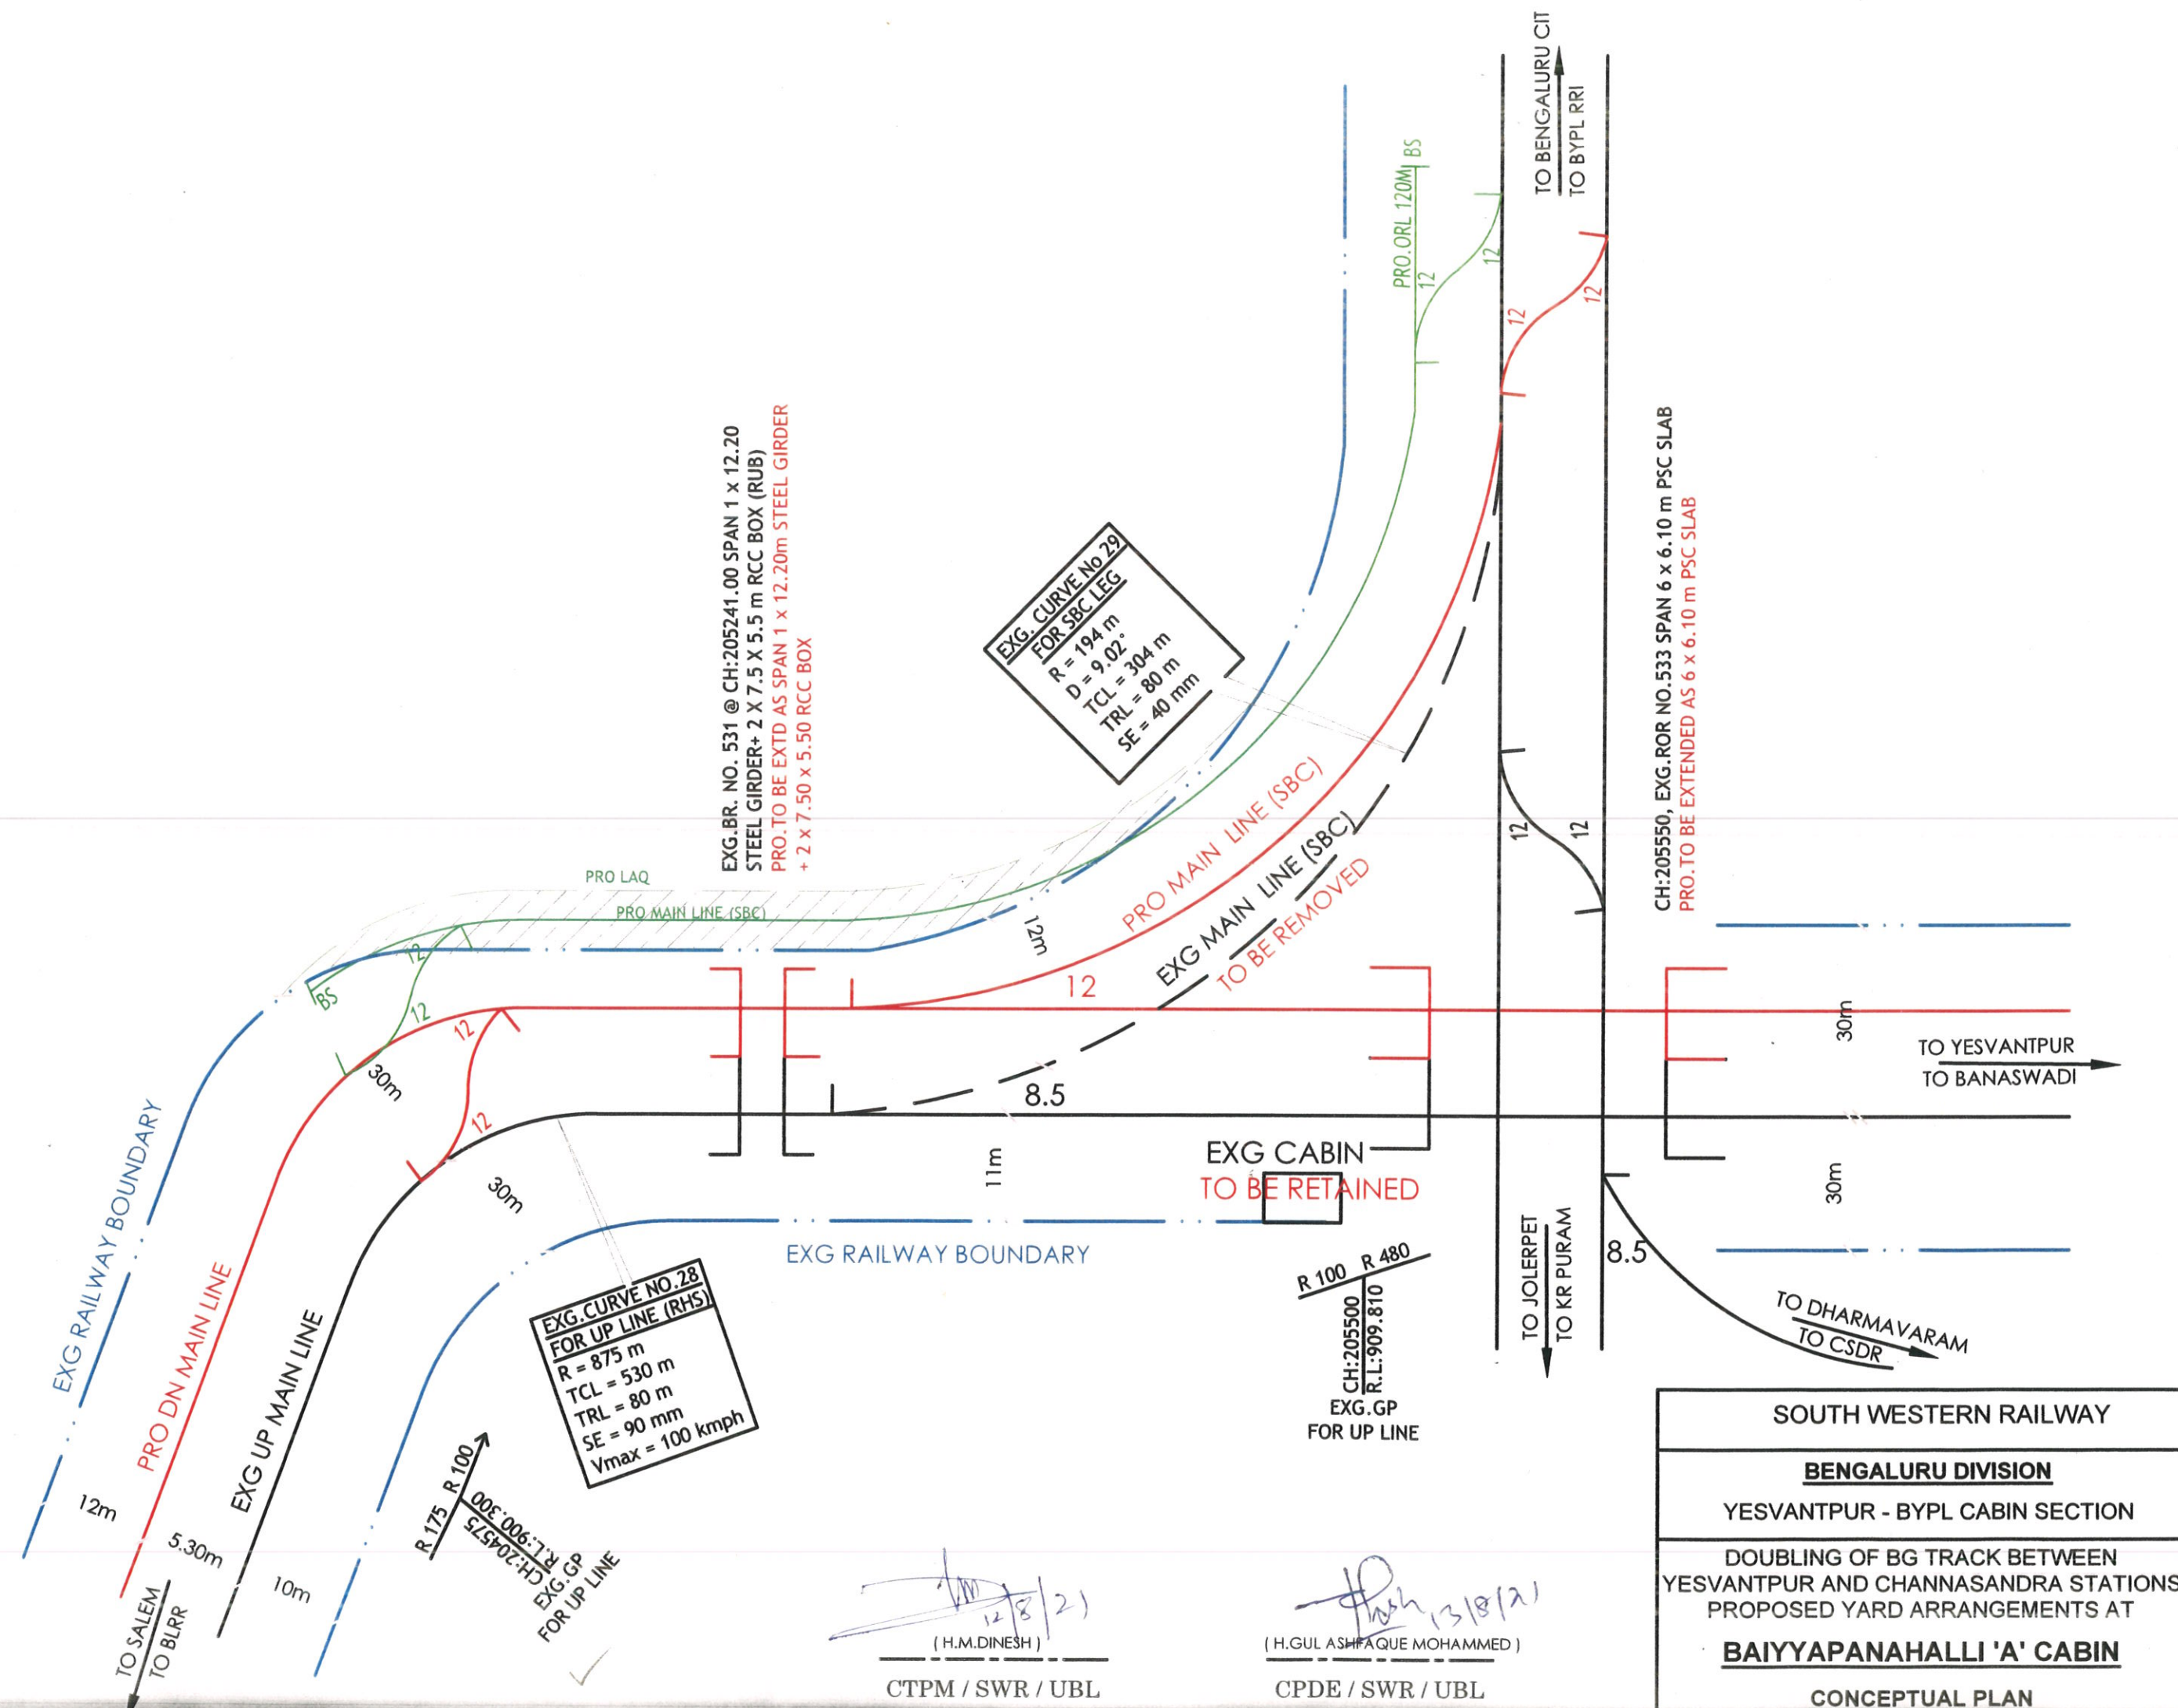 TO BENGALURU CIT
TO BYPL RRI
PRO.ORL 120M
BS
12
12
12
12
EXG.BR. NO. 531 @ CH:205241.00 SPAN 1 x 12.20
STEEL GIRDER+ 2 X 7.5 X 5.5 m RCC BOX (RUB)
PRO.TO BE EXTD AS SPAN 1 x 12.20m STEEL GIRDER
+ 2 x 7.50 x 5.50 RCC BOX
EXG. CURVE No 29
FOR SBC LEG
R = 194 m
D = 9.02°
TCL = 304 m
TRL = 80 m
SE = 40 mm
CH:205550, EXG.ROR NO.533 SPAN 6 x 6.10 m PSC SLAB
PRO.TO BE EXTENDED AS 6 x 6.10 m PSC SLAB
12
12
PRO LAQ
PRO MAIN LINE (SBC)
PRO MAIN LINE (SBC)
EXG MAIN LINE (SBC)
TO BE REMOVED
12m
12
12
12
BS
12
12
30m
8.5
30m
TO YESVANTPUR
TO BANASWADI
EXG CABIN
TO BE RETAINED
11m
30m
30m
EXG RAILWAY BOUNDARY
EXG RAILWAY BOUNDARY
PRO DN MAIN LINE
EXG UP MAIN LINE
EXG.CURVE NO.28
FOR UP LINE (RHS)
R = 875 m
TCL = 530 m
TRL = 80 m
SE = 90 mm
Vmax = 100 kmph
R 100 R 480
CH:205500
R.L:909.810
EXG.GP
FOR UP LINE
TO JOLERPET
TO KR PURAM
8.5
TO DHARMAVARAM
TO CSDR
R 175 R 100
CH:204575
R.L:900.300
EXG.GP
FOR UP LINE
12m
5.30m
10m
TO SALEM
TO BLRR
12/8/21
( H.M.DINESH )
CTPM / SWR / UBL
13/8/21
( H.GUL ASHFAQUE MOHAMMED )
CPDE / SWR / UBL
SOUTH WESTERN RAILWAY
BENGALURU DIVISION
YESVANTPUR - BYPL CABIN SECTION
DOUBLING OF BG TRACK BETWEEN
YESVANTPUR AND CHANNASANDRA STATIONS
PROPOSED YARD ARRANGEMENTS AT
BAIYYAPANAHALLI 'A' CABIN
CONCEPTUAL PLAN